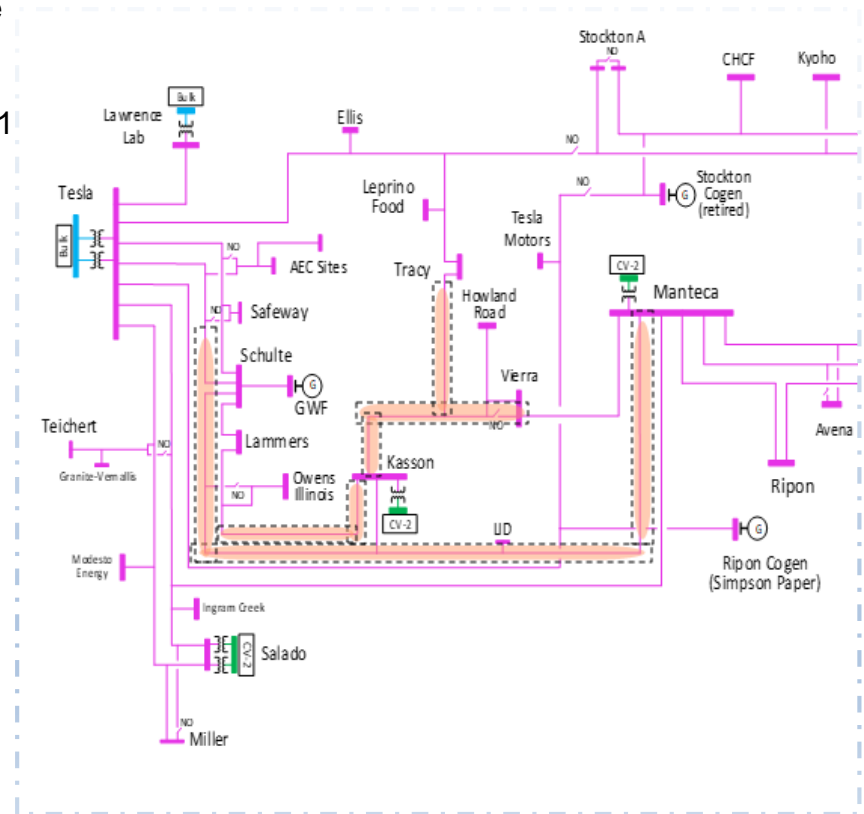 e
1
Stockton A
NO
CHCF
Kyoho
Bulk
Lawrence
Lab
Ellis
NO
Tesla
Leprino
Food
NO
Stockton
Cogen
(retired)
G
Tesla
Motors
Bulk
NO
AEC Sites
Tracy
CV-2
Manteca
Howland
Road
NO
Safeway
Schulte
G
GWF
Vierra
NO
Teichert
NO
Granite-Vernallis
Lammers
Avena
Kasson
Owens
Illinois
NO
Ripon
CV-2
LID
G
Ripon Cogen
(Simpson Paper)
Modesto
Energy
Ingram Creek
CV-2
Salado
NO
Miller